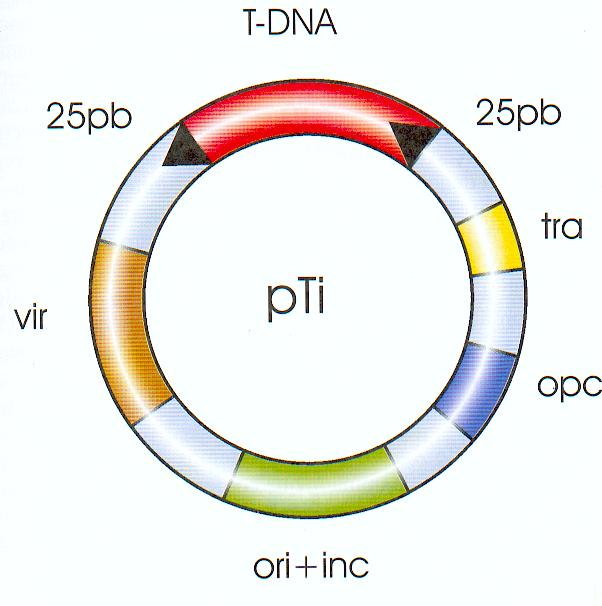 T-DNA
25pb
25pb
tra
vir
pTi
opc
ori+inc